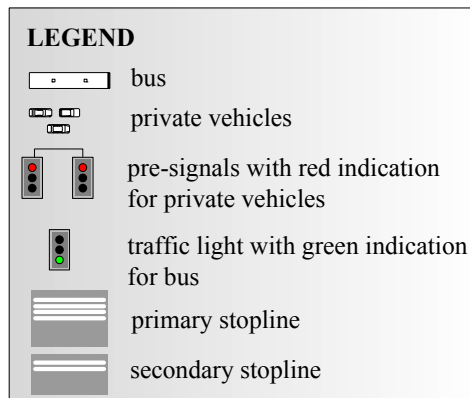 LEGEND
bus
private vehicles
pre-signals with red indication
for private vehicles
traffic light with green indication
for bus
primary stopline
secondary stopline